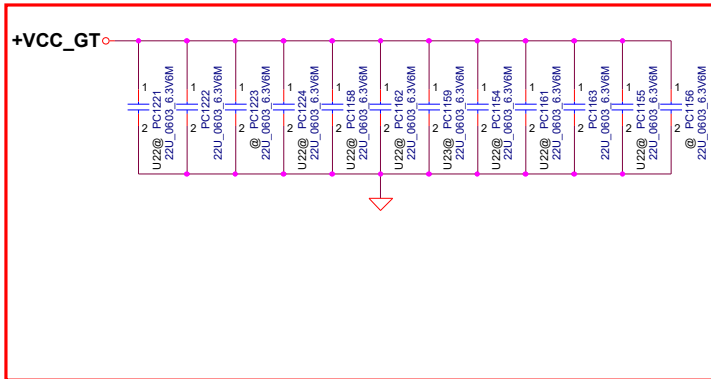 +VCC_GT
1
2
U22@ PC1221
22U_0603_6.3V6M
1
2
PC1222
22U_0603_6.3V6M
1
2
@ PC1223
22U_0603_6.3V6M
1
2
U22@ PC1224
22U_0603_6.3V6M
1
2
U22@ PC1158
22U_0603_6.3V6M
1
2
U22@ PC1162
22U_0603_6.3V6M
1
2
U23@ PC1159
22U_0603_6.3V6M
1
2
U22@ PC1154
22U_0603_6.3V6M
1
2
U22@ PC1161
22U_0603_6.3V6M
1
2
PC1163
22U_0603_6.3V6M
1
2
U22@ PC1155
22U_0603_6.3V6M
1
2
@ PC1156
22U_0603_6.3V6M